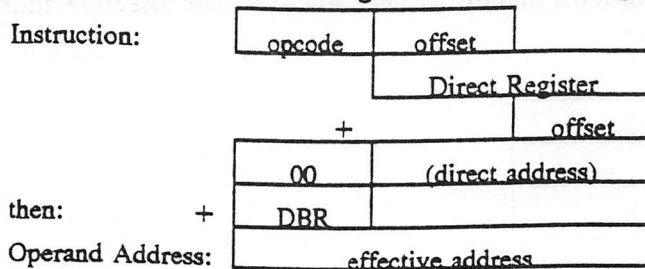 Instruction: opcode offset
Direct Register
+ offset
00 (direct address)
then: + DBR
Operand Address: effective address